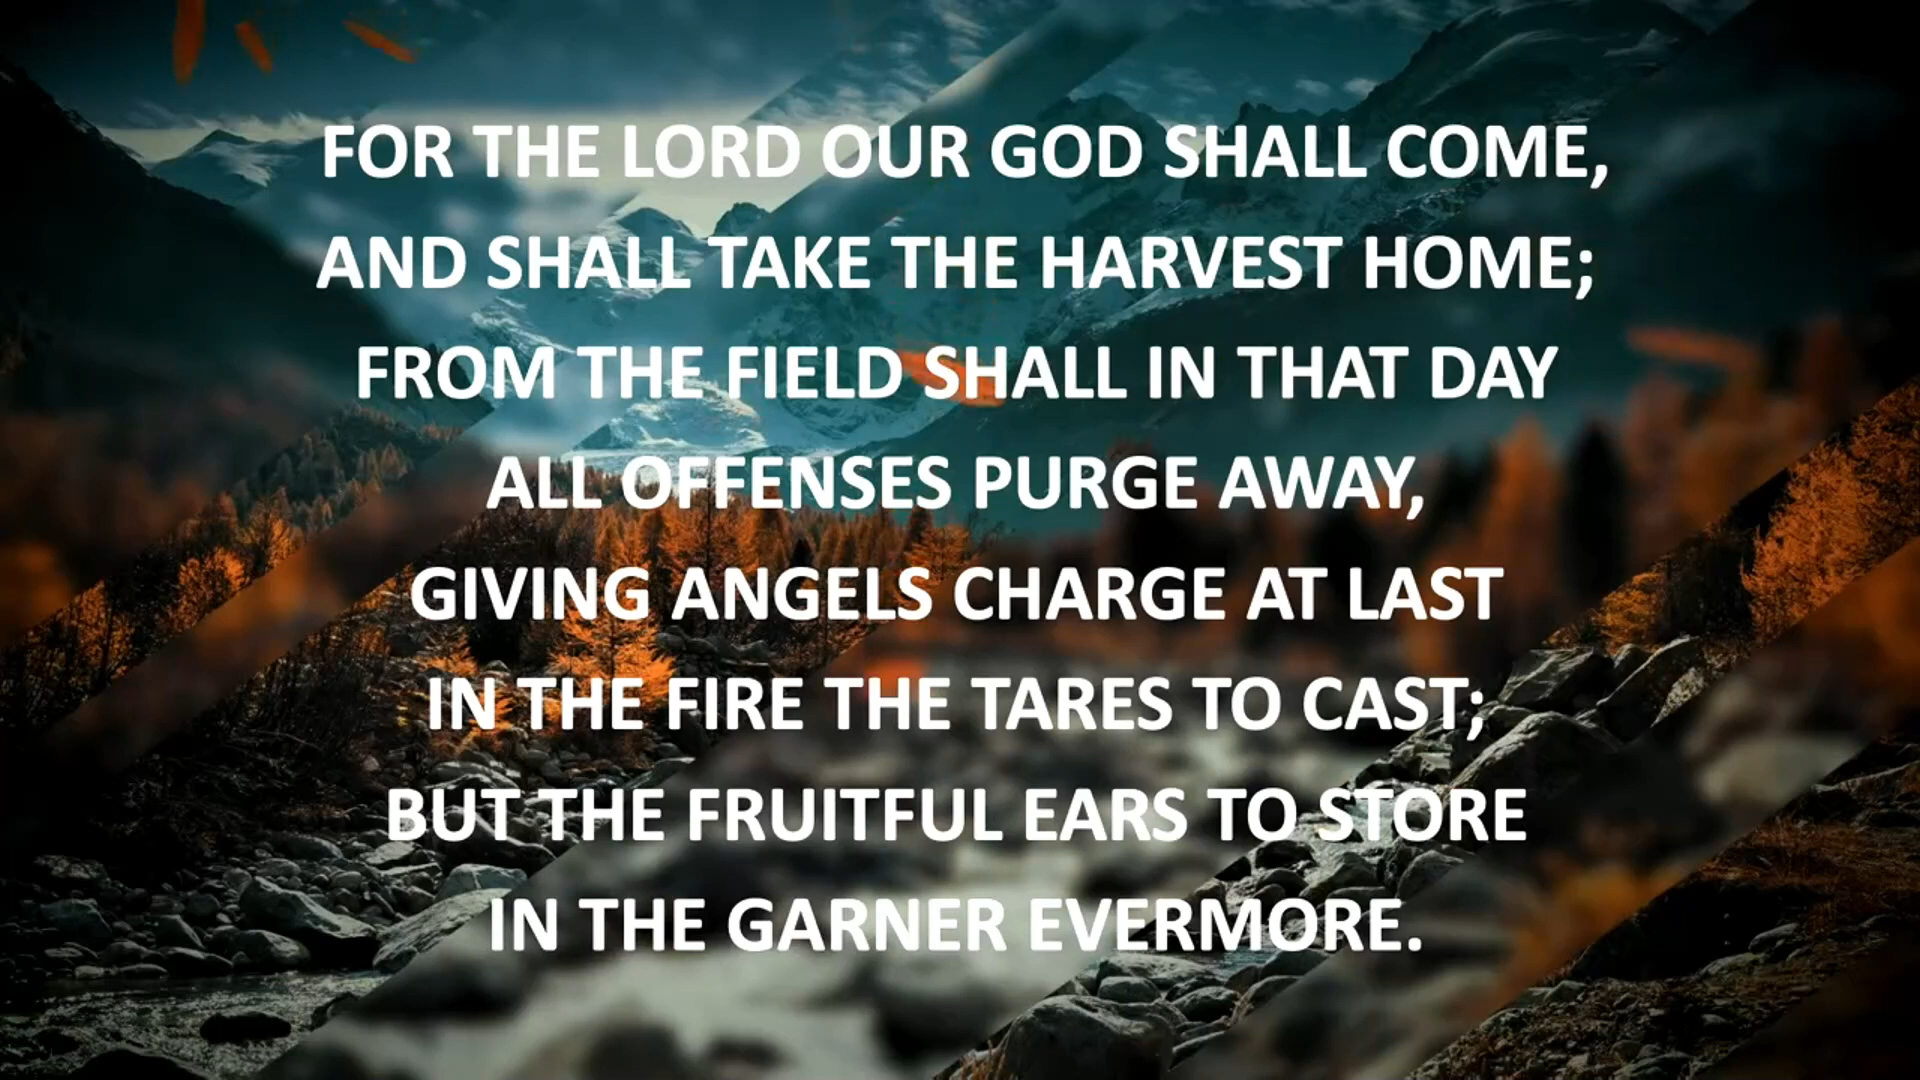 FOR THE LORD OUR GOD SHALL COME,
AND SHALL TAKE THE HARVEST HOME;
FROM THE FIELD SHALL IN THAT DAY
ALL OFFENSES PURGE AWAY,
GIVING ANGELS CHARGE AT LAST
IN THE FIRE THE TARES TO CAST;
BUT THE FRUITFUL EARS TO STORE
IN THE GARNER EVERMORE.